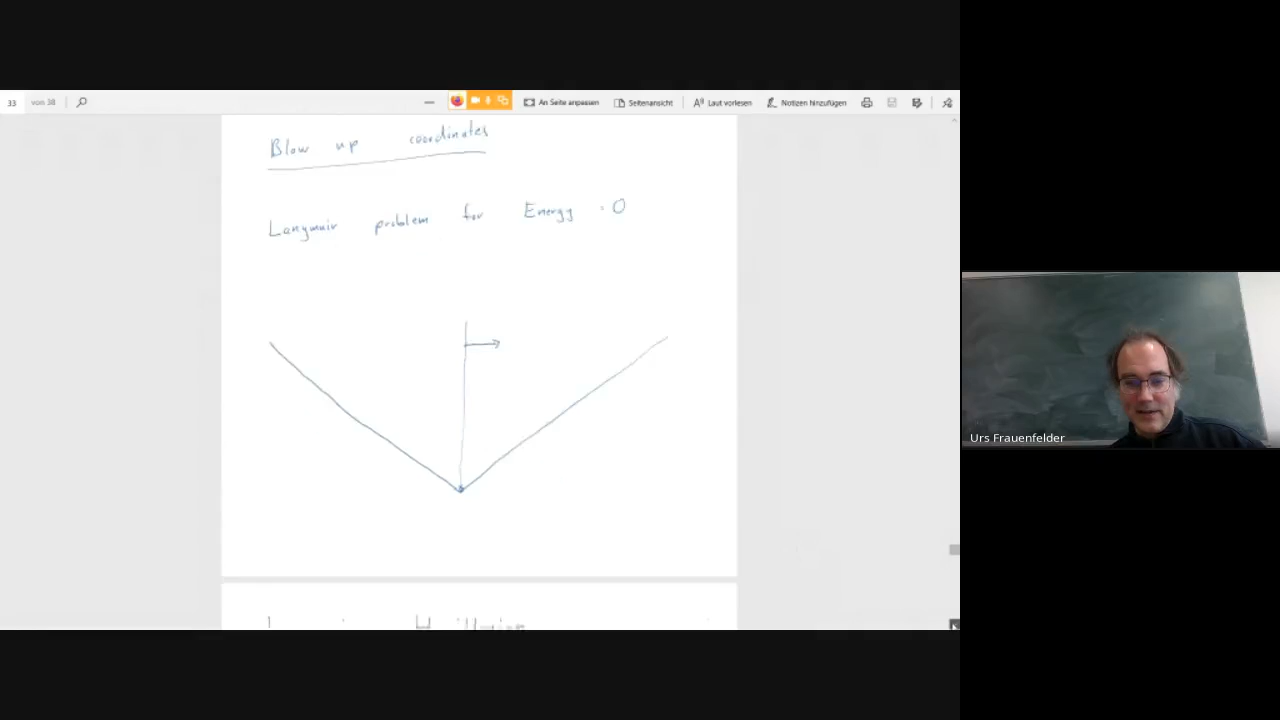 33 von 38 An Seite anpassen Seitenansicht Laut vorlesen Notizen hinzufügen
Blow up coordinates
Langmuir problem for Energy = 0
Urs Frauenfelder